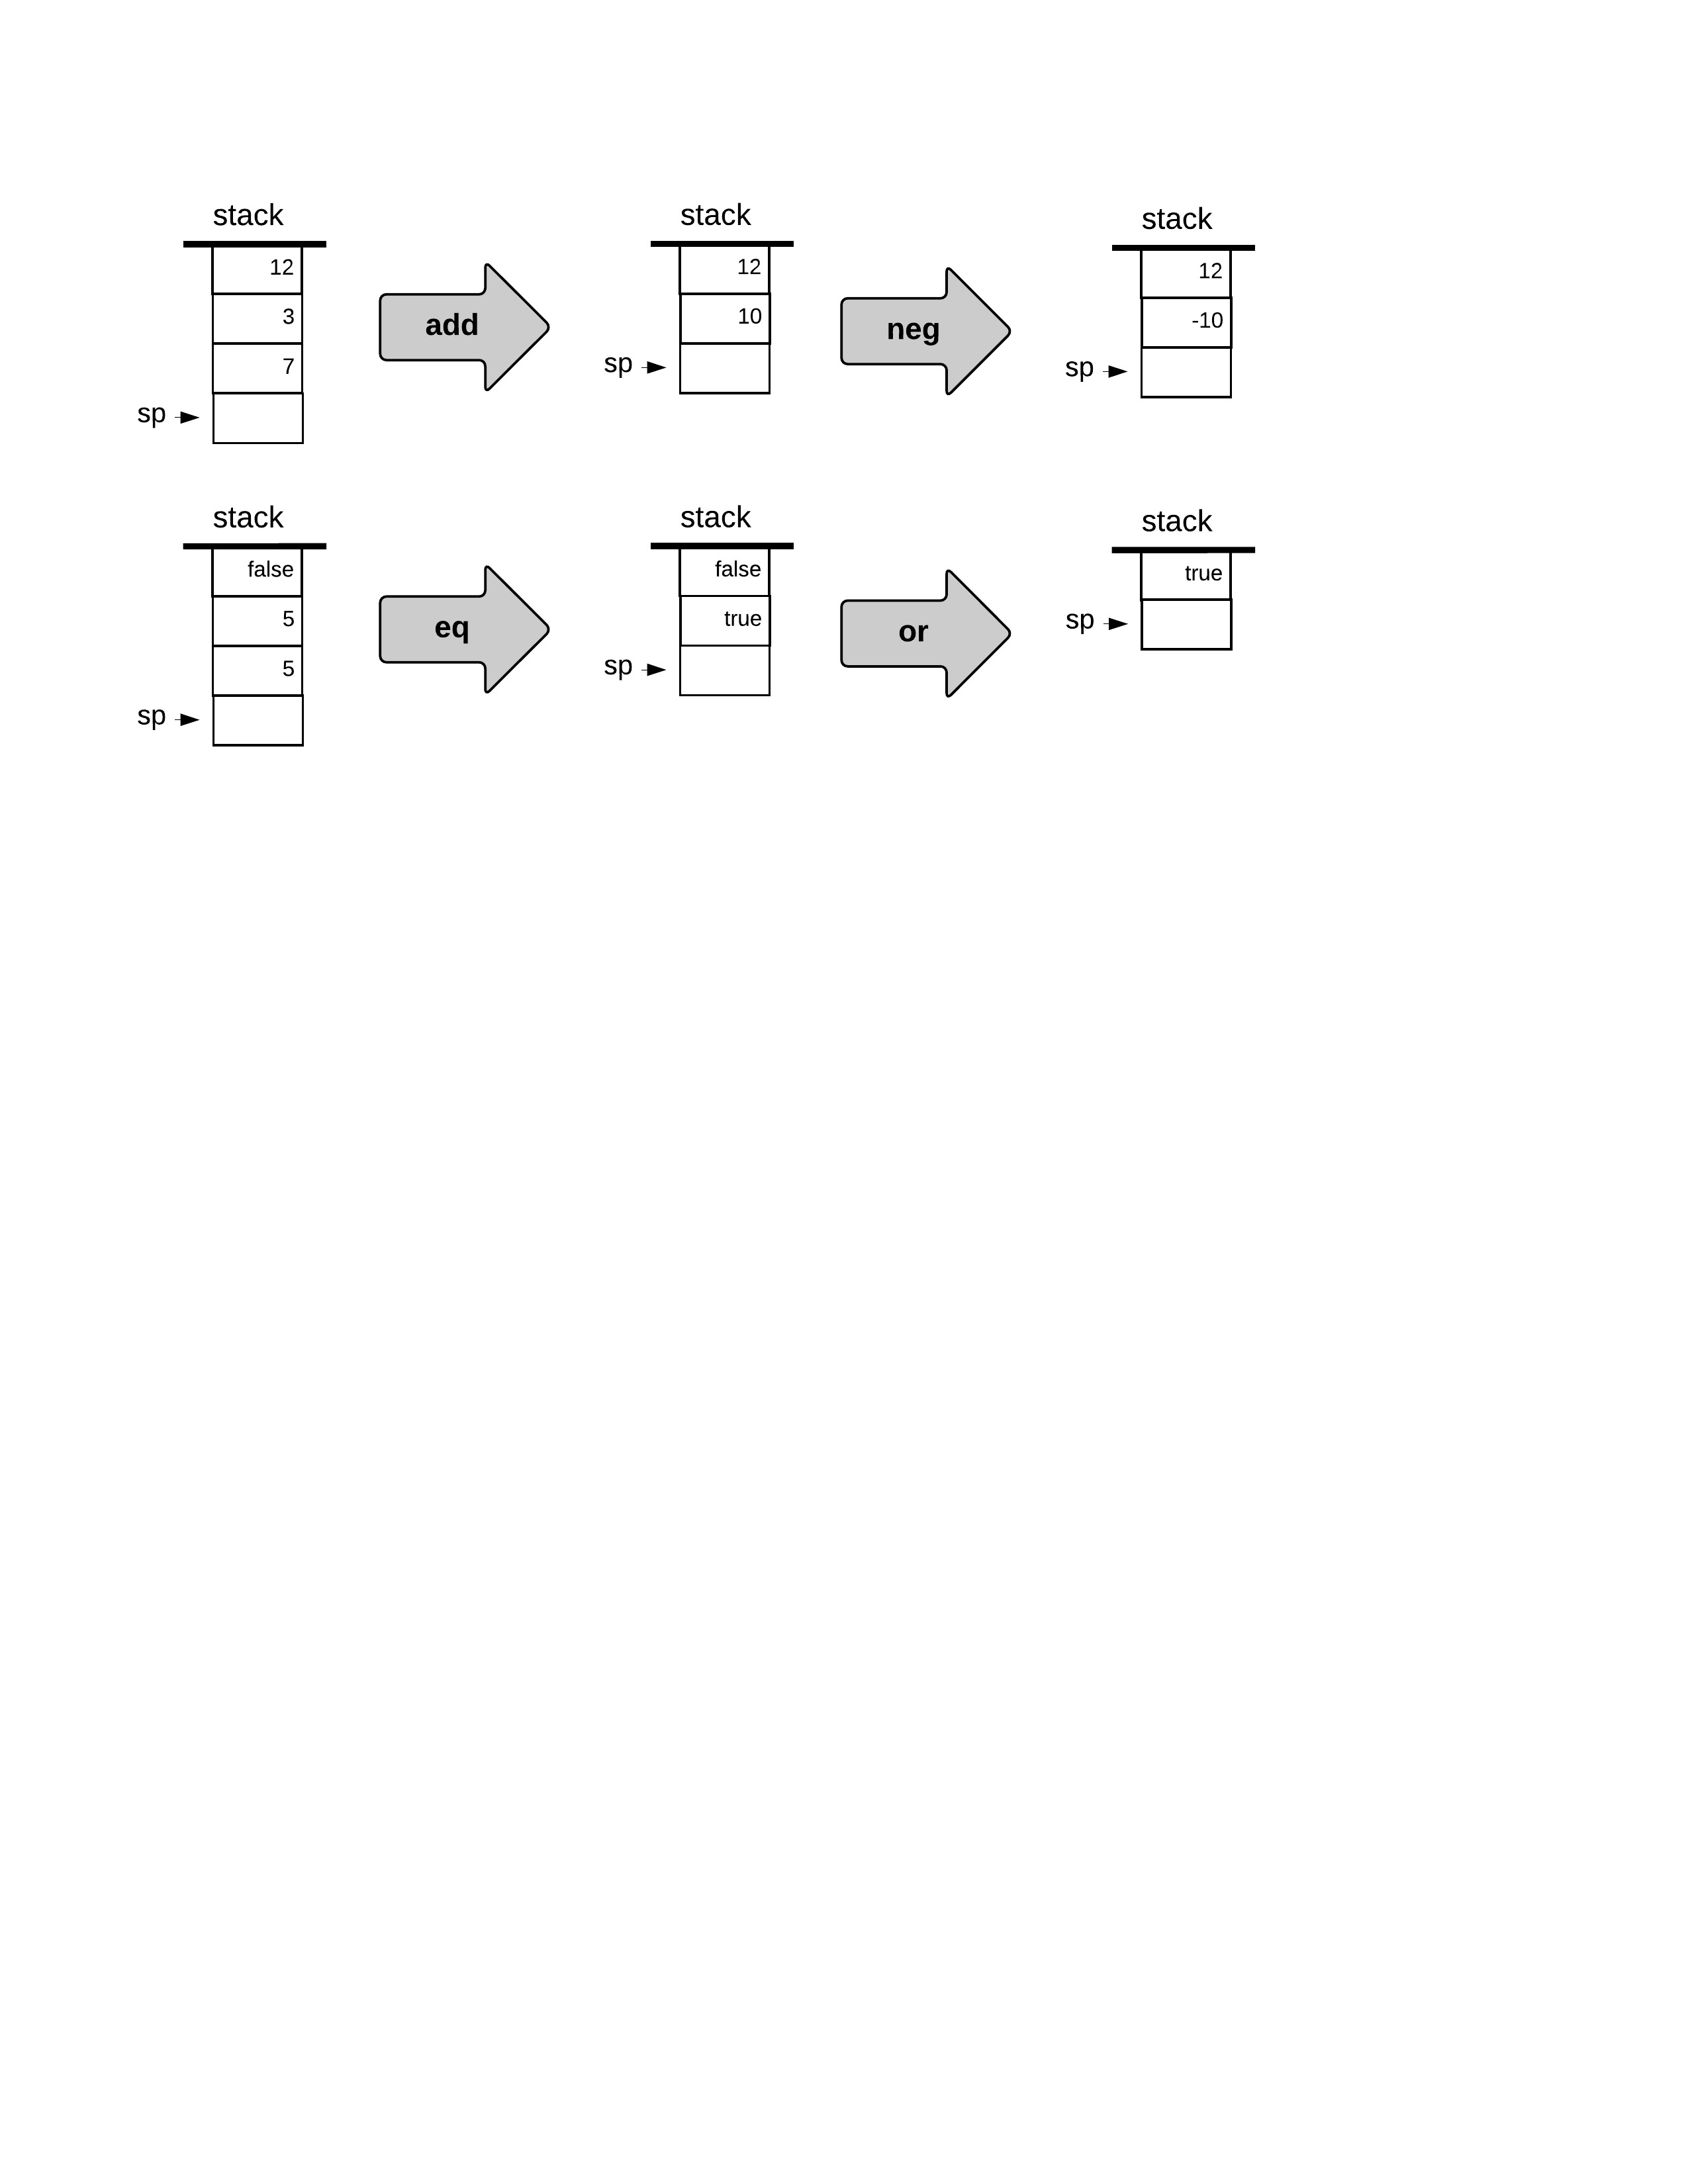 stack
12
3
7
sp
add
stack
12
10
sp
neg
stack
12
-10
sp
stack
false
5
5
sp
eq
stack
false
true
sp
or
stack
true
sp